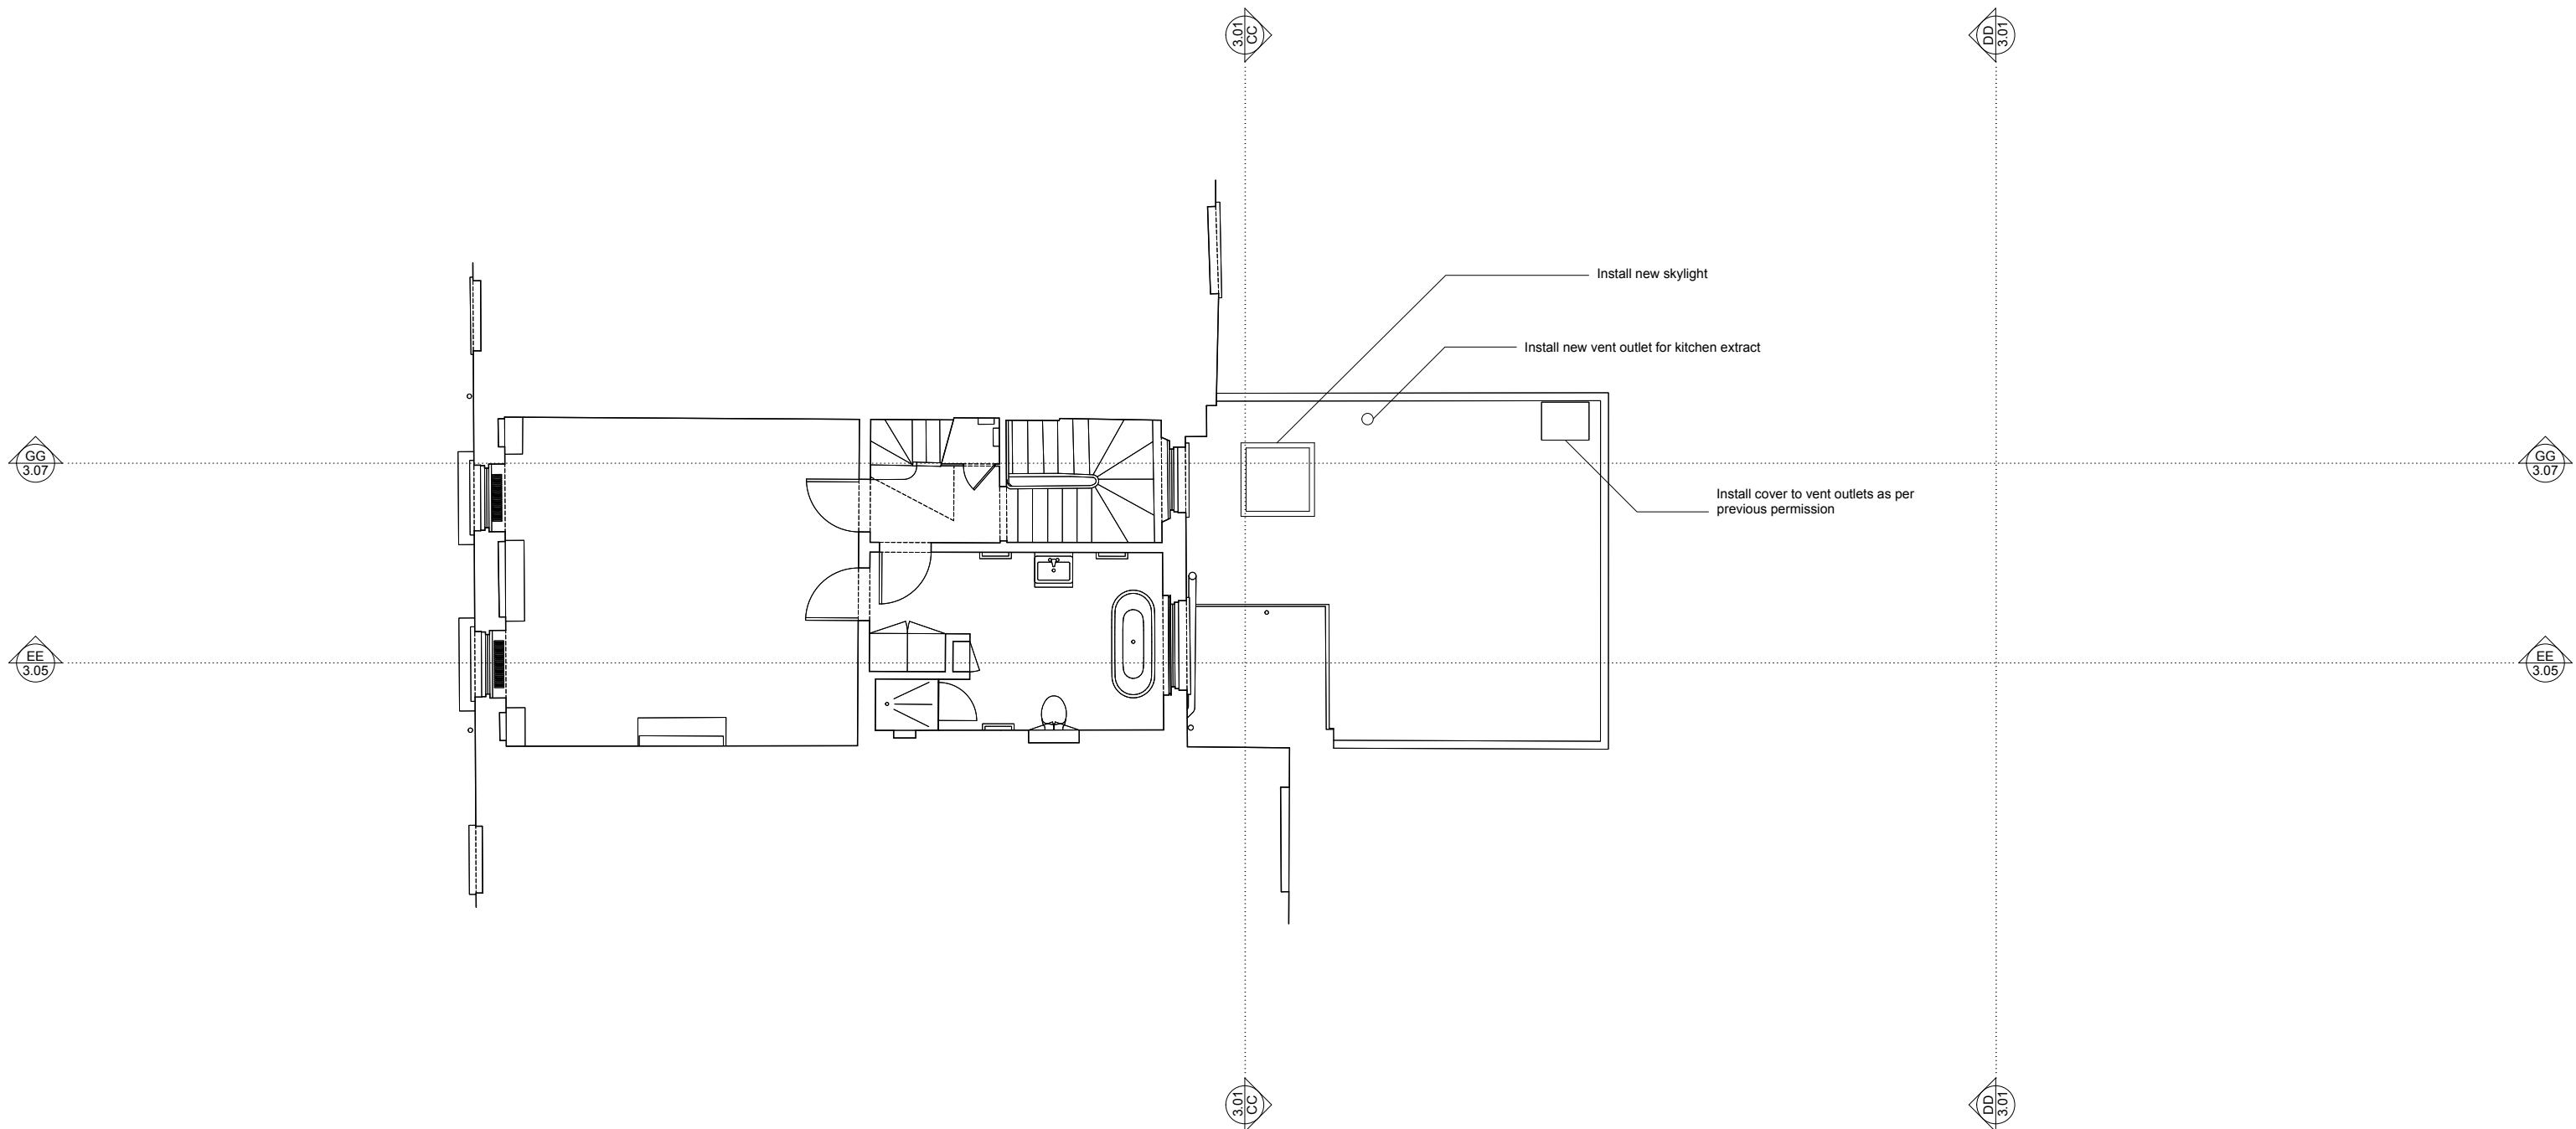 3.01
CC
DD
3.01
Install new skylight
Install new vent outlet for kitchen extract
GG
3.07
GG
3.07
Install cover to vent outlets as per
previous permission
EE
3.05
EE
3.05
3.01
CC
DD
3.01